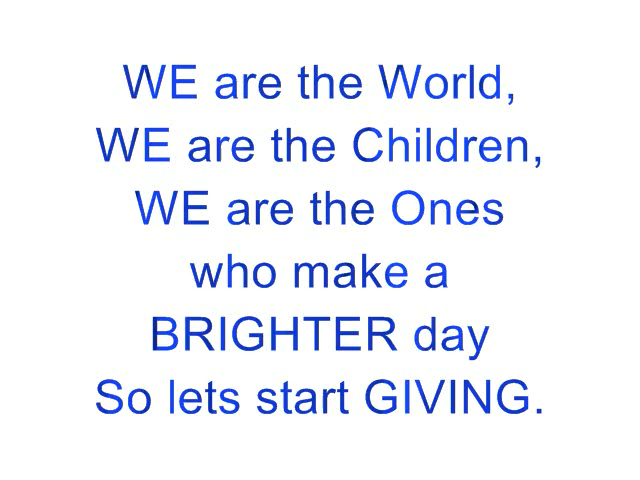 WE are the World,
WE are the Children,
WE are the Ones
who make a
BRIGHTER day
So lets start GIVING.